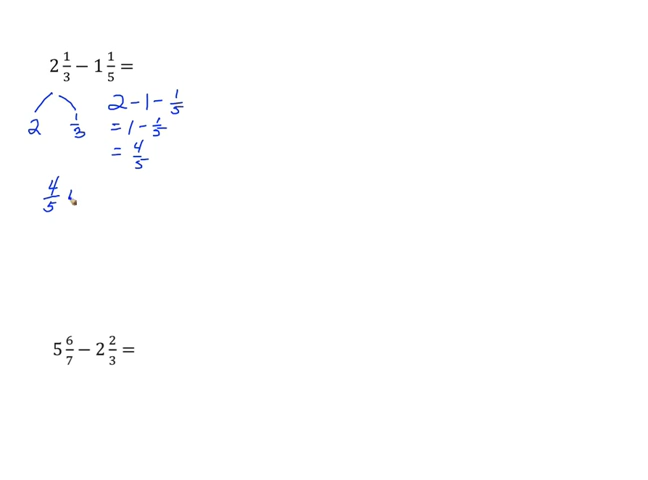 2 1/3 − 1 1/5 =
2 1/3
2 − 1 − 1/5
= 1 − 1/5
= 4/5
4/5
5 6/7 − 2 2/3 =